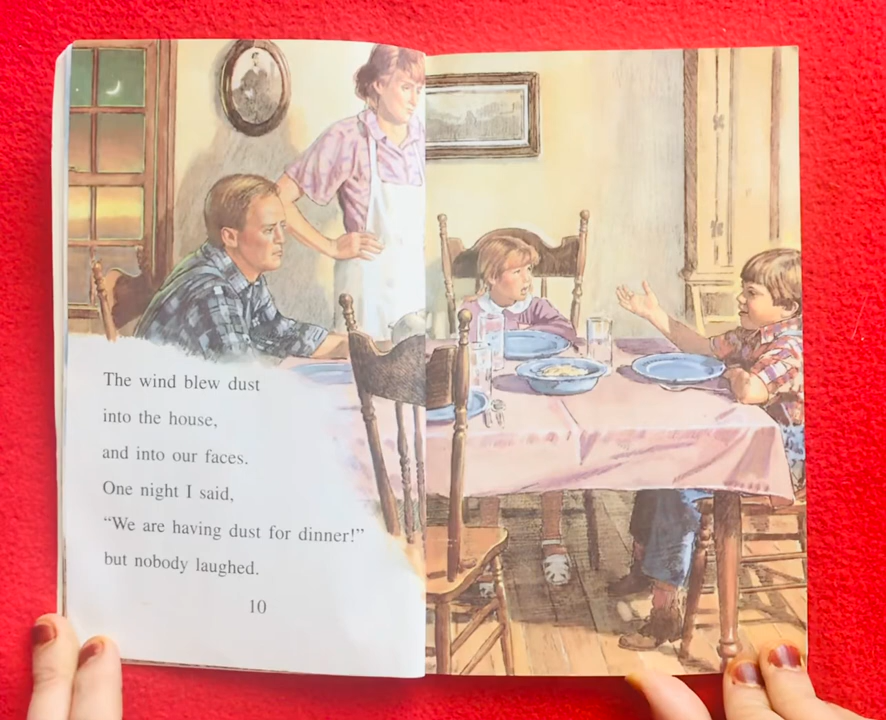 The wind blew dust
into the house,
and into our faces.
One night I said,
“We are having dust for dinner!”
but nobody laughed.
10